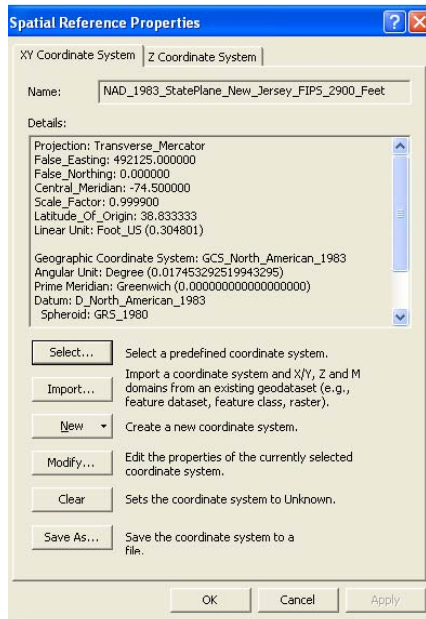 Spatial Reference Properties
XY Coordinate System
Z Coordinate System
Name:
NAD_1983_StatePlane_New_Jersey_FIPS_2900_Feet
Details:
Projection: Transverse_Mercator
False_Easting: 492125.000000
False_Northing: 0.000000
Central_Meridian: -74.500000
Scale_Factor: 0.999900
Latitude_Of_Origin: 38.833333
Linear Unit: Foot_US (0.304801)
Geographic Coordinate System: GCS_North_American_1983
Angular Unit: Degree (0.017453292519943295)
Prime Meridian: Greenwich (0.000000000000000000)
Datum: D_North_American_1983
Spheroid: GRS_1980
Select...
Select a predefined coordinate system.
Import...
Import a coordinate system and X/Y, Z and M
domains from an existing geodataset (e.g.,
feature dataset, feature class, raster).
New
Create a new coordinate system.
Modify...
Edit the properties of the currently selected
coordinate system.
Clear
Sets the coordinate system to Unknown.
Save As...
Save the coordinate system to a
file.
OK
Cancel
Apply